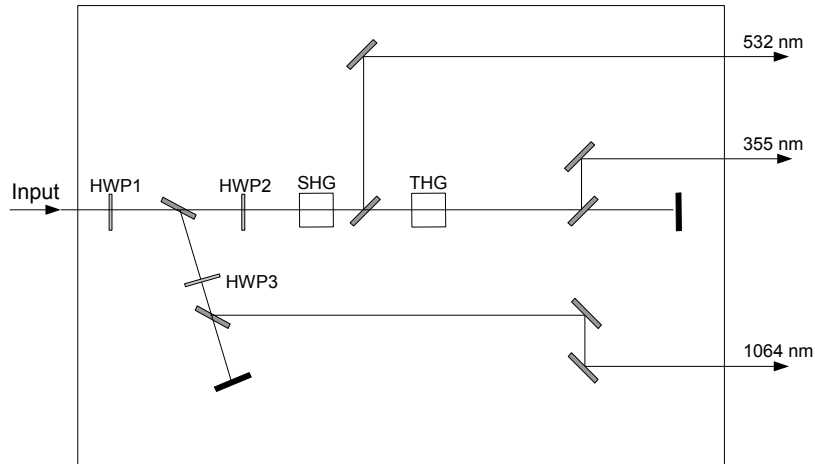 532 nm
355 nm
Input
HWP1
HWP2
SHG
THG
HWP3
1064 nm